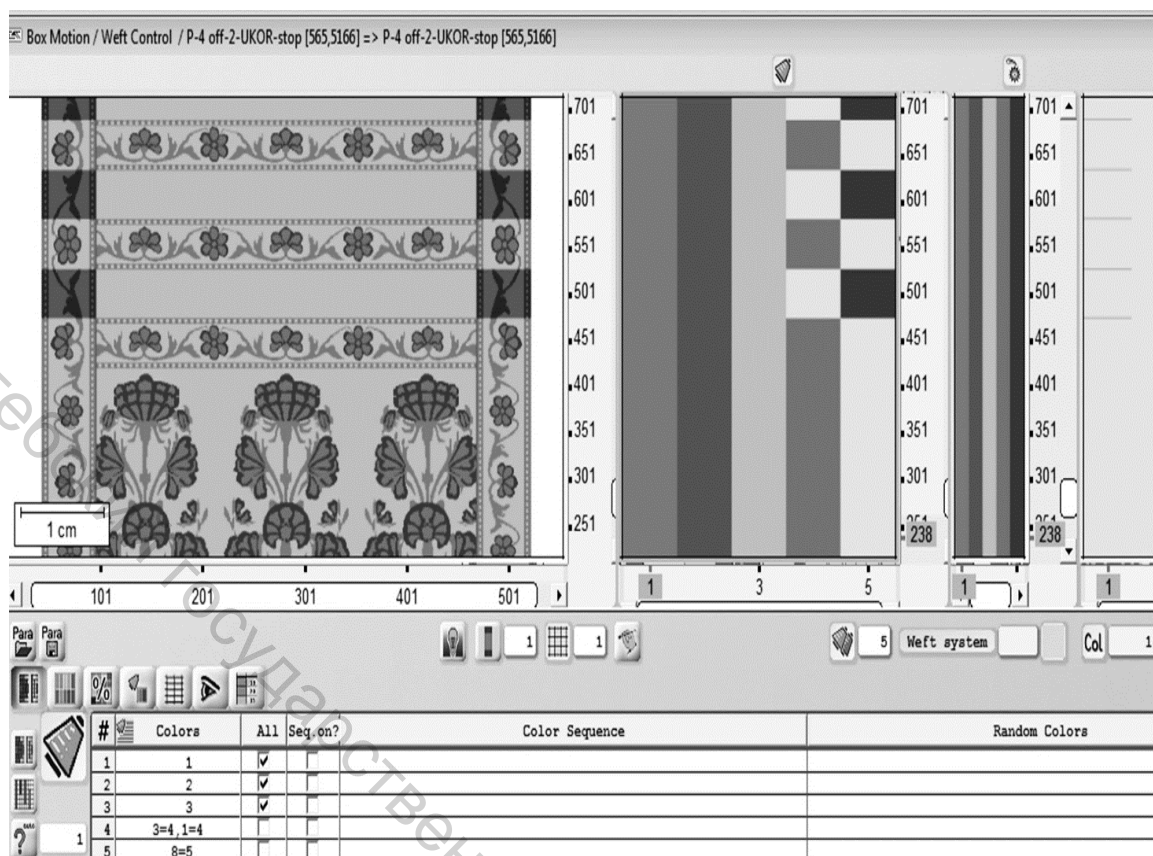 Box Motion / Weft Control / P-4 off-2-UKOR-stop [565,5166] => P-4 off-2-UKOR-stop [565,5166]
701 701 701
651 651 651
601 601 601
551 551 551
501 501 501
451 451 451
401 401 401
351 351 351
301 301 301
251
238 238
1 cm
101 201 301 401 501 1 3 5 1 1
Para Para
1 1 5 Weft system Col 1
%
# Colors All Seq.on? Color Sequence Random Colors
1 1
2 2
3 3
4 3=4,1=4
5 8=5
? 1
государствен